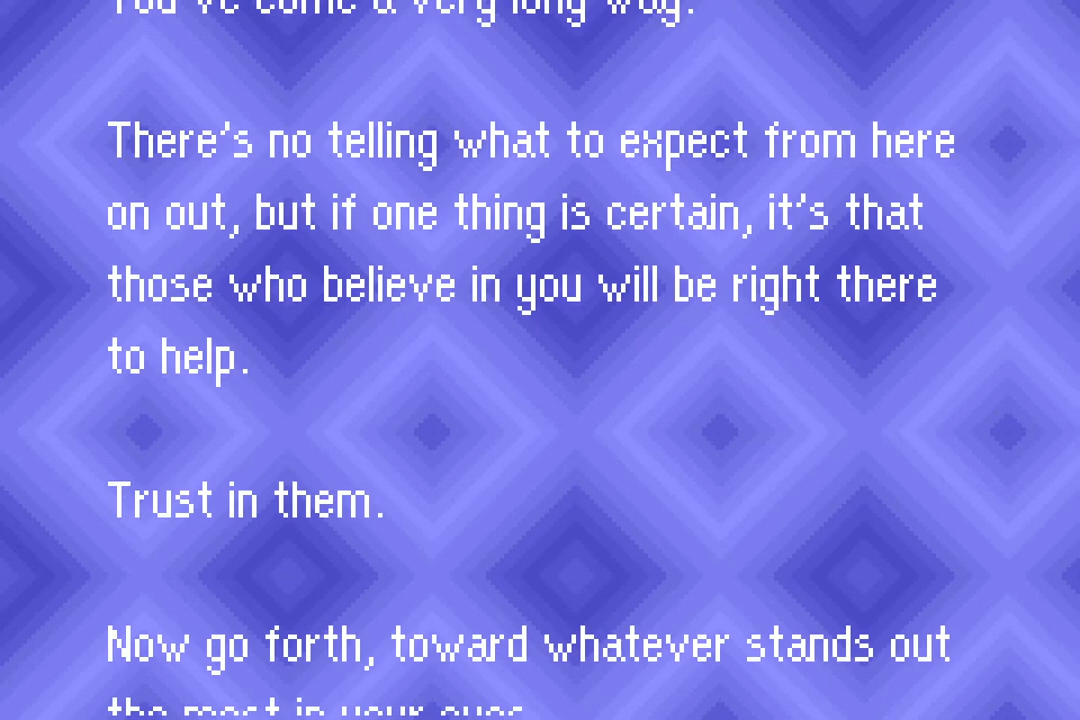 You've come a very long way.
There's no telling what to expect from here
on out, but if one thing is certain, it's that
those who believe in you will be right there
to help.
Trust in them.
Now go forth, toward whatever stands out
the most in your eyes